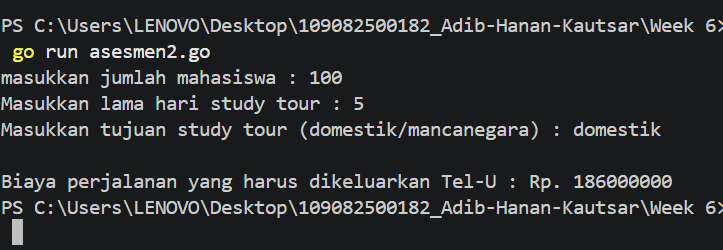 PS C:\Users\LENOVO\Desktop\109082500182_Adib-Hanan-Kautsar\Week 6>
go run asesmen2.go
masukkan jumlah mahasiswa : 100
Masukkan lama hari study tour : 5
Masukkan tujuan study tour (domestik/mancanegara) : domestik
Biaya perjalanan yang harus dikeluarkan Tel-U : Rp. 186000000
PS C:\Users\LENOVO\Desktop\109082500182_Adib-Hanan-Kautsar\Week 6>